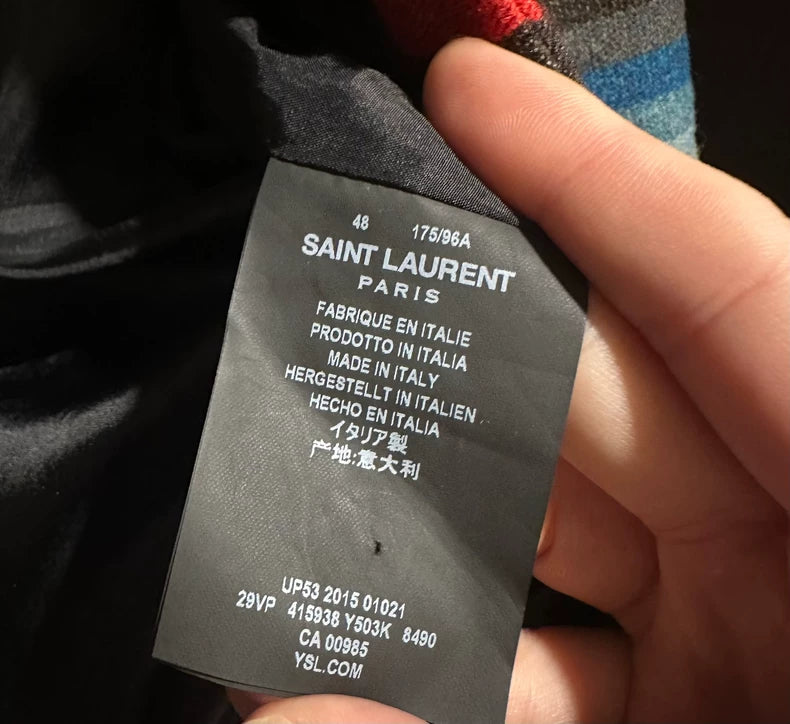 48 175/96A
SAINT LAURENT
PARIS
FABRIQUE EN ITALIE
PRODOTTO IN ITALIA
MADE IN ITALY
HERGESTELLT IN ITALIEN
HECHO EN ITALIA
イタリア製
产地:意大利
UP53 2015 01021
29VP 415938 Y503K 8490
CA 00985
YSL.COM